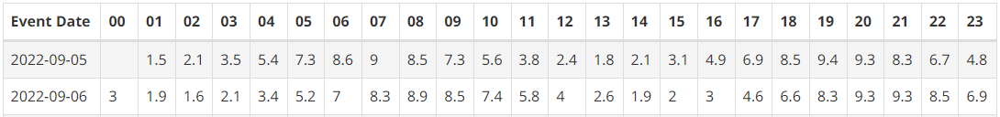 Event Date 00 01 02 03 04 05 06 07 08 09 10 11 12 13 14 15 16 17 18 19 20 21 22 23
2022-09-05 1.5 2.1 3.5 5.4 7.3 8.6 9 8.5 7.3 5.6 3.8 2.4 1.8 2.1 3.1 4.9 6.9 8.5 9.4 9.3 8.3 6.7 4.8
2022-09-06 3 1.9 1.6 2.1 3.4 5.2 7 8.3 8.9 8.5 7.4 5.8 4 2.6 1.9 2 3 4.6 6.6 8.3 9.3 9.3 8.5 6.9